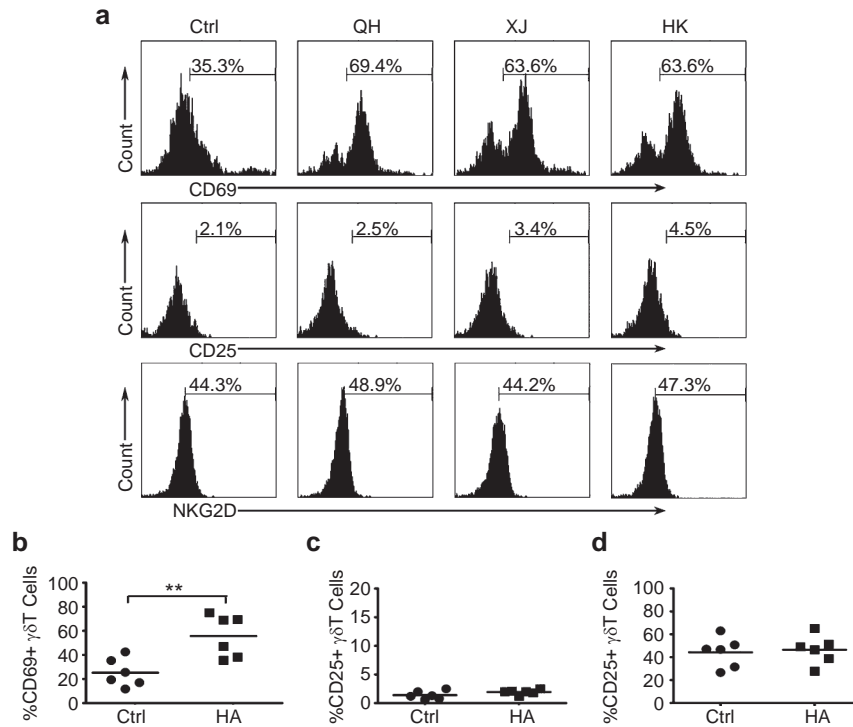 a
Ctrl QH XJ HK
35.3% 69.4% 63.6% 63.6%
Count
CD69
2.1% 2.5% 3.4% 4.5%
Count
CD25
44.3% 48.9% 44.2% 47.3%
Count
NKG2D
b
%CD69+ γδT Cells
100
80
60
40
20
0
**
Ctrl HA
c
%CD25+ γδT Cells
20
15
10
5
0
Ctrl HA
d
%CD25+ γδT Cells
100
80
60
40
20
0
Ctrl HA